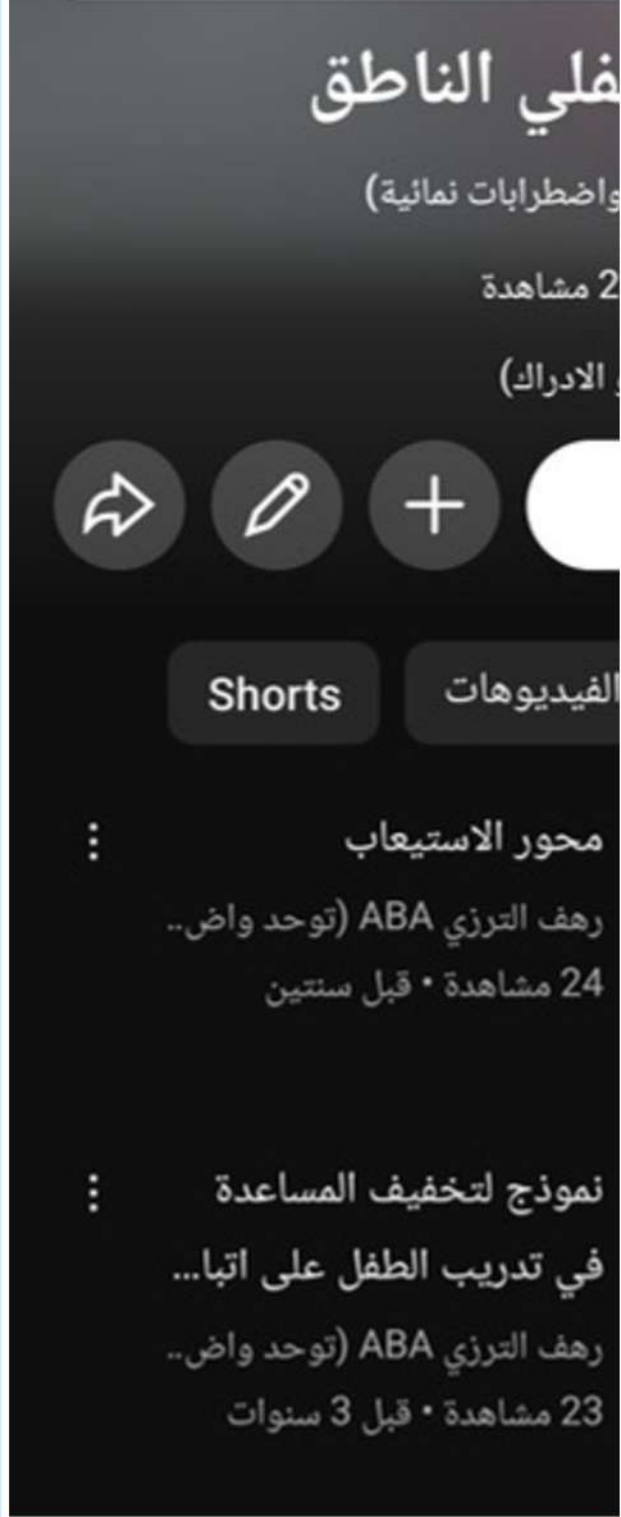 فلي الناطق
واضطرابات نمائية)
2 مشاهدة
الادراك)
الفيديوهات
Shorts
محور الاستيعاب
رهف الترزي ABA (توحد واض..
24 مشاهدة • قبل سنتين
نموذج لتخفيف المساعدة
في تدريب الطفل على اتبا...
رهف الترزي ABA (توحد واض..
23 مشاهدة • قبل 3 سنوات